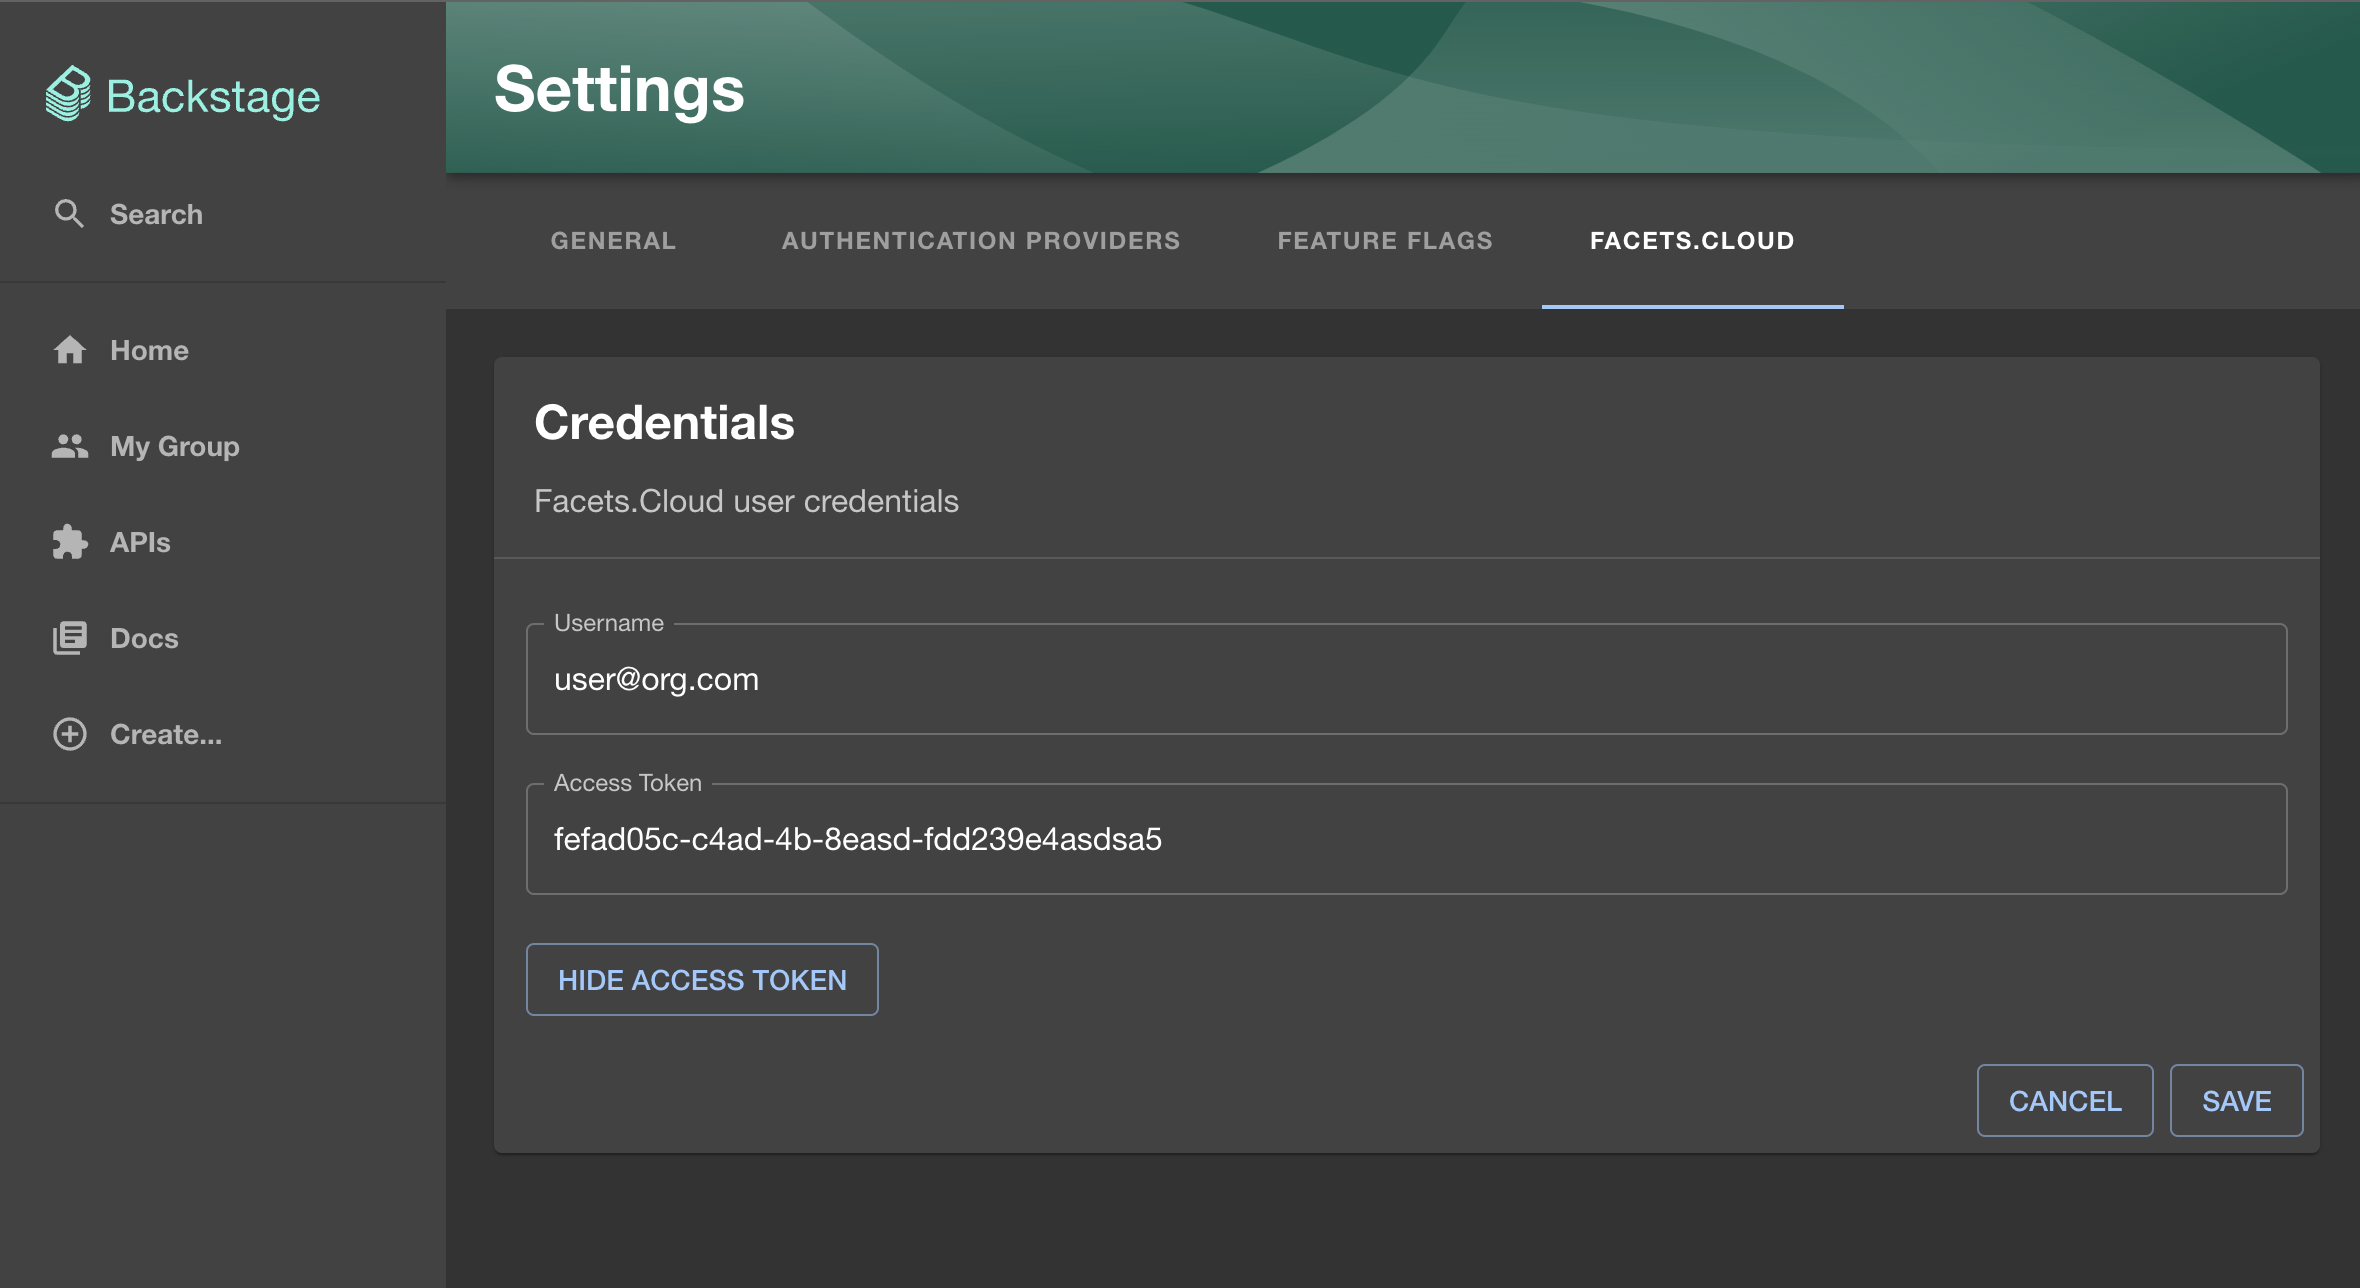 Backstage
Search
Home
My Group
APIs
Docs
Create...
Settings
GENERAL
AUTHENTICATION PROVIDERS
FEATURE FLAGS
FACETS.CLOUD
Credentials
Facets.Cloud user credentials
Username
user@org.com
Access Token
fefad05c-c4ad-4b-8easd-fdd239e4asdsa5
HIDE ACCESS TOKEN
CANCEL
SAVE